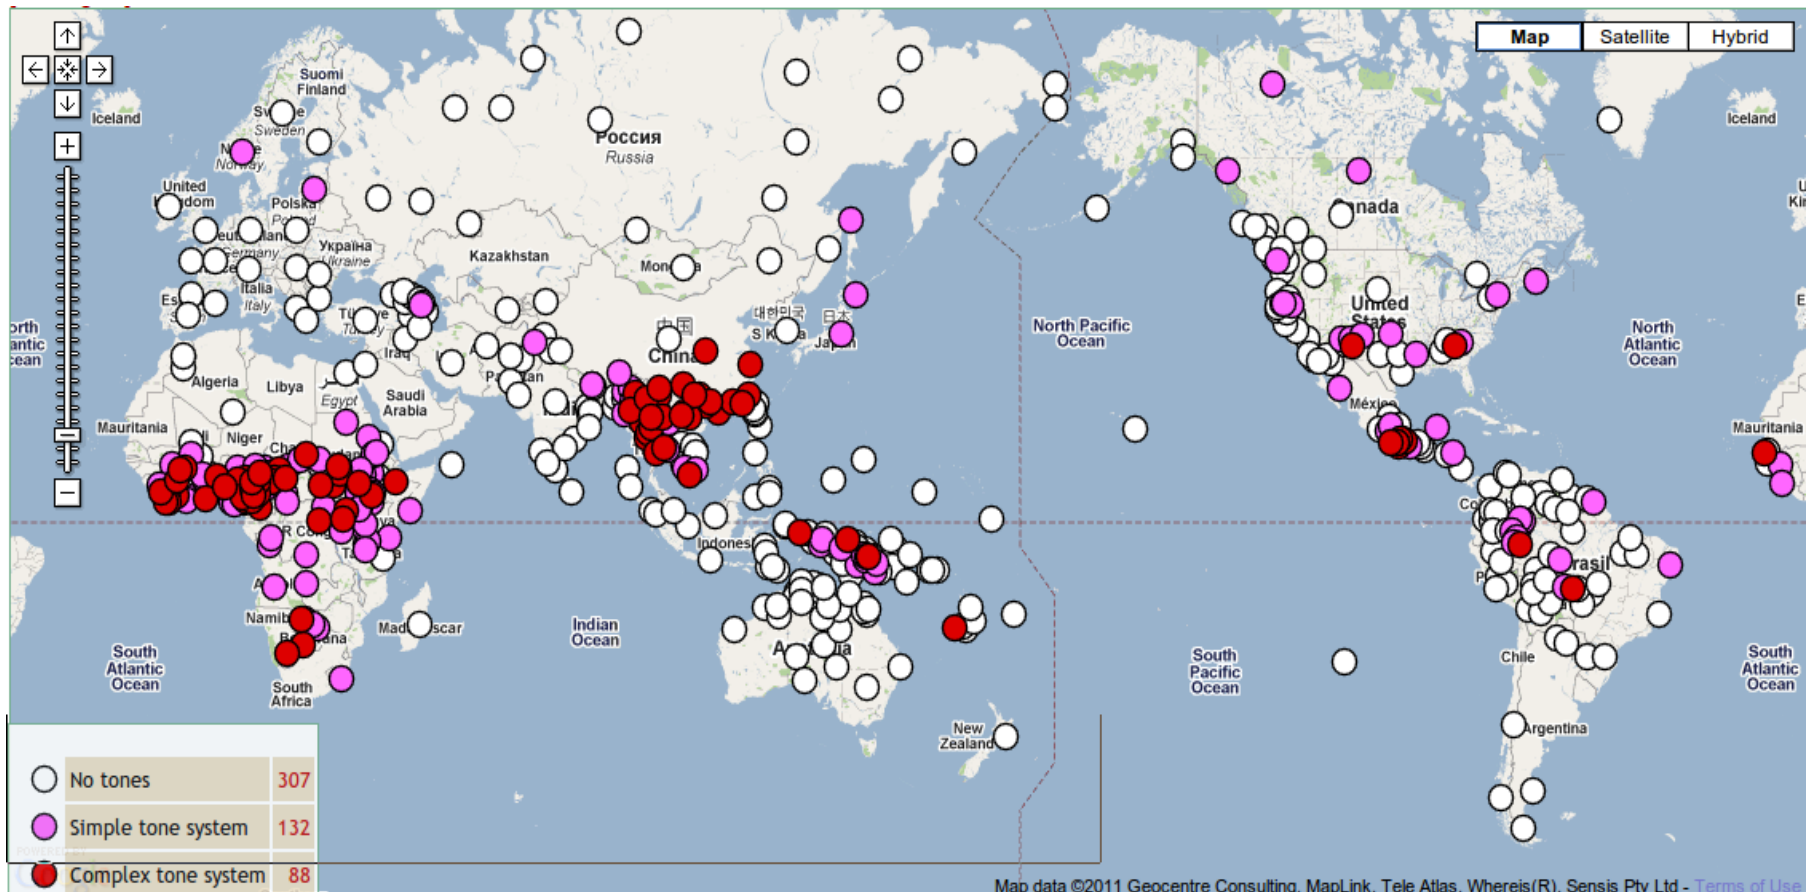 Map
Satellite
Hybrid
Suomi
Finland
Iceland
Sweden
Norway
Россия
Russia
Iceland
United
Kingdom
Polska
Poland
Canada
Germany
Україна
Ukraine
Kazakhstan
Italia
Italy
United
States
North Pacific
Ocean
North
Atlantic
Ocean
中国
China
대한민국
日本
Iraq
Algeria
Libya
Egypt
Saudi
Arabia
México
Mauritania
Niger
Mauritania
Indian
Ocean
South
Atlantic
Ocean
South
Pacific
Ocean
South
Atlantic
Ocean
Chile
South
Africa
New
Zealand
Argentina
No tones 307
Simple tone system 132
POWERED BY
Complex tone system 88
Map data ©2011 Geocentre Consulting, MapLink, Tele Atlas, Whereis(R), Sensis Pty Ltd - Terms of Use